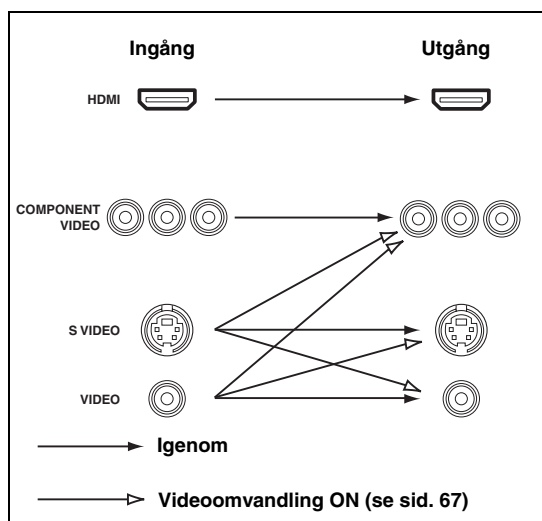 Ingång Utgång
HDMI
COMPONENT
VIDEO
S VIDEO
VIDEO
Igenom
Videoomvandling ON (se sid. 67)